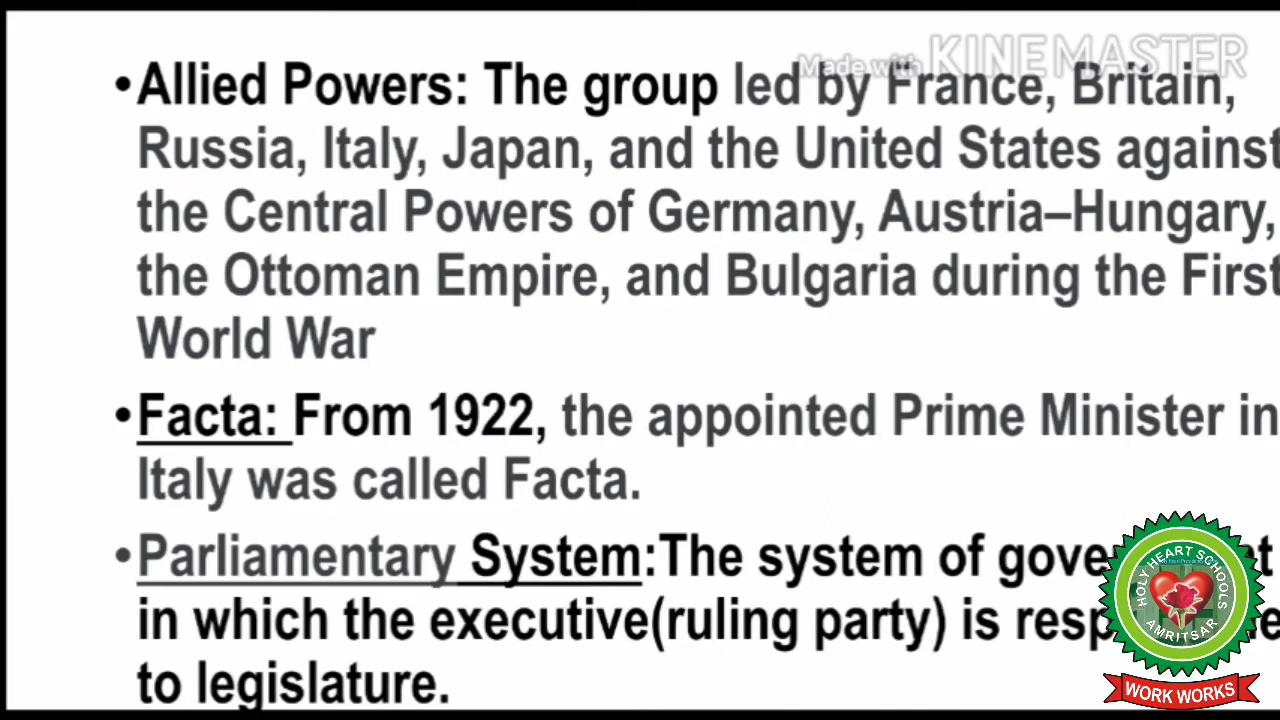 Made with KINEMASTER
•Allied Powers: The group led by France, Britain,
Russia, Italy, Japan, and the United States against
the Central Powers of Germany, Austria–Hungary,
the Ottoman Empire, and Bulgaria during the First
World War
•Facta: From 1922, the appointed Prime Minister in
Italy was called Facta.
•Parliamentary System:The system of
in which the executive(ruling party) is
to legislature.
HOLY HEART SCHOOLS
AMRITSAR
WORK WORKS